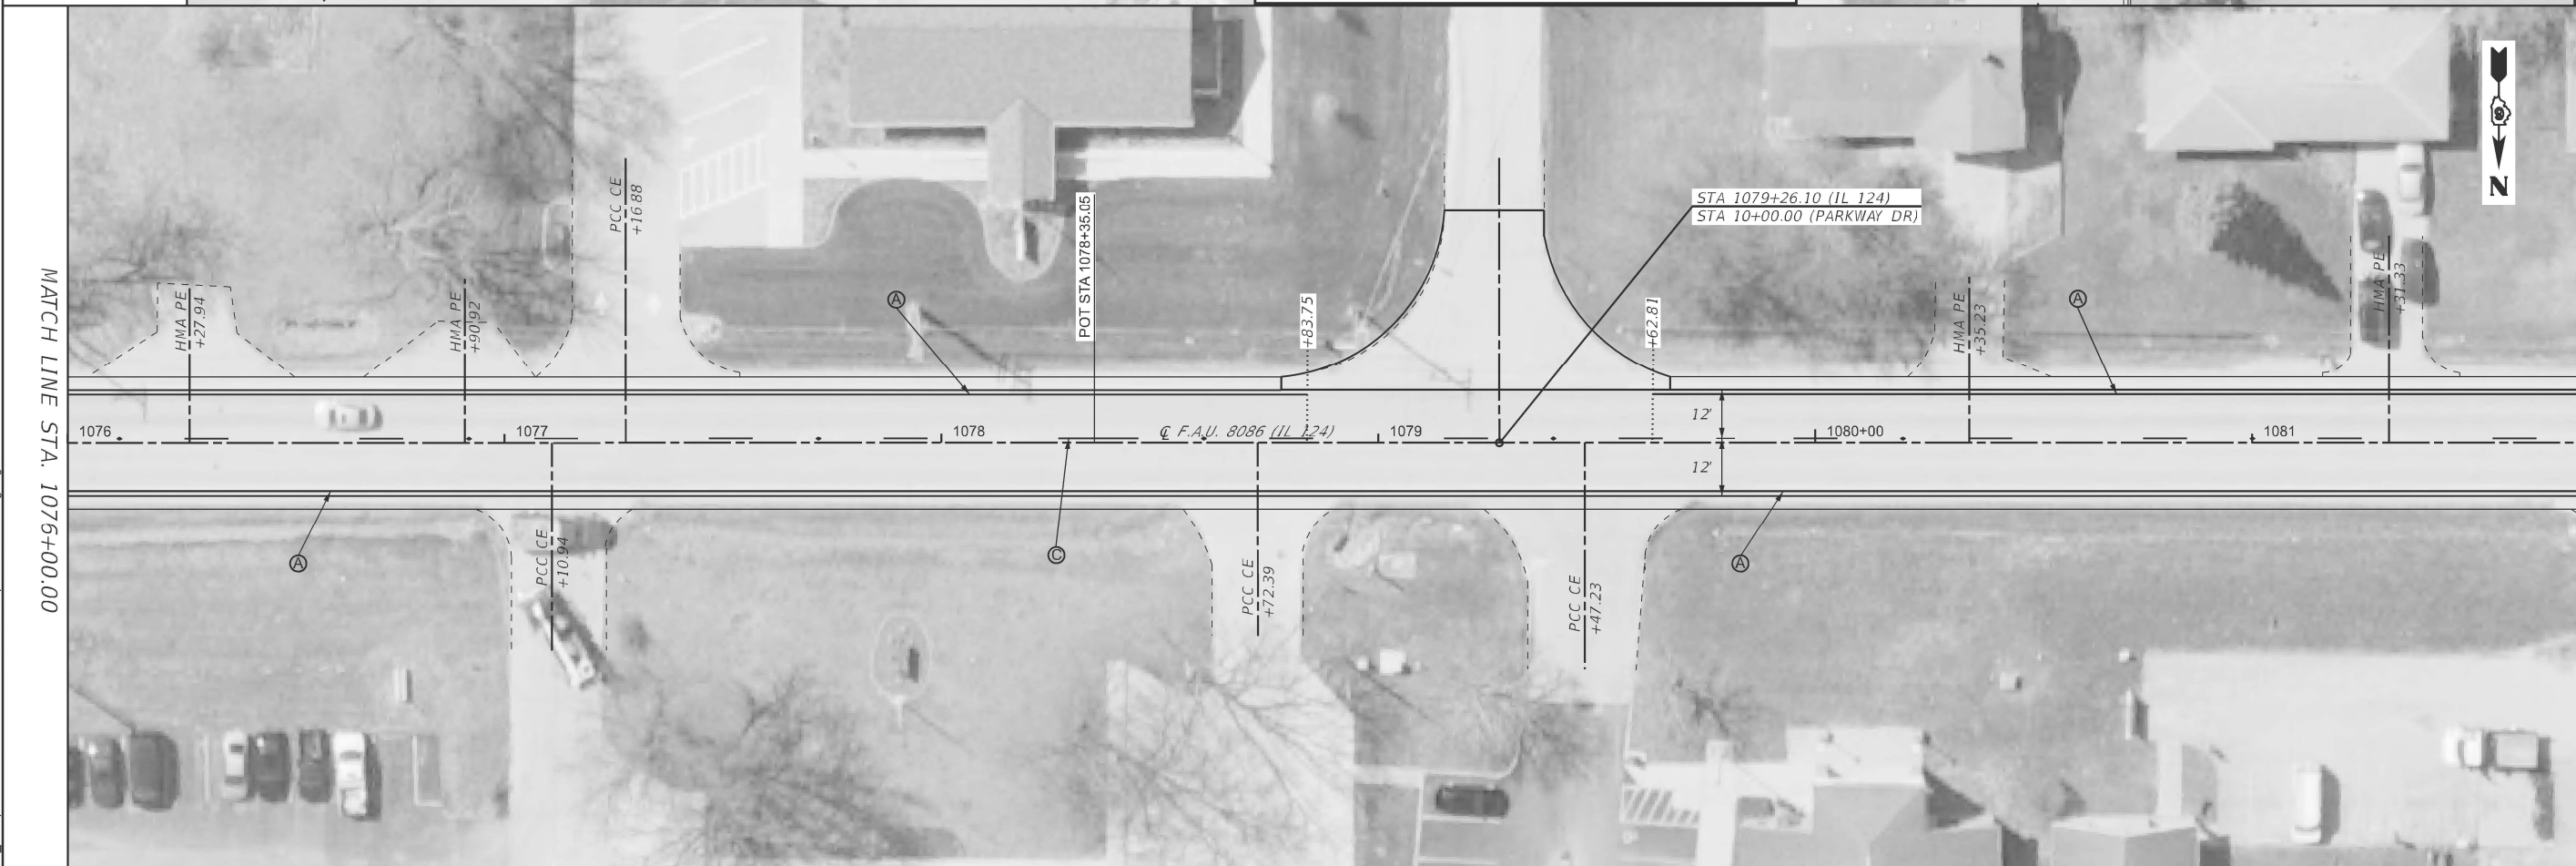 MATCH LINE STA. 1076+00.00
HMA PE
+27.94
HMA PE
+90.92
PCC CE
+16.88
Ⓐ
POT STA 1078+35.05
+83.75
STA 1079+26.10 (IL 124)
STA 10+00.00 (PARKWAY DR)
+62.81
HMA PE
+35.23
Ⓐ
HMA PE
+31.33
N
12'
1076
1077
1078
℄ F.A.U. 8086 (IL 124)
1079
1080+00
1081
12'
Ⓐ
PCC CE
+10.94
Ⓒ
PCC CE
+72.39
PCC CE
+47.23
Ⓐ